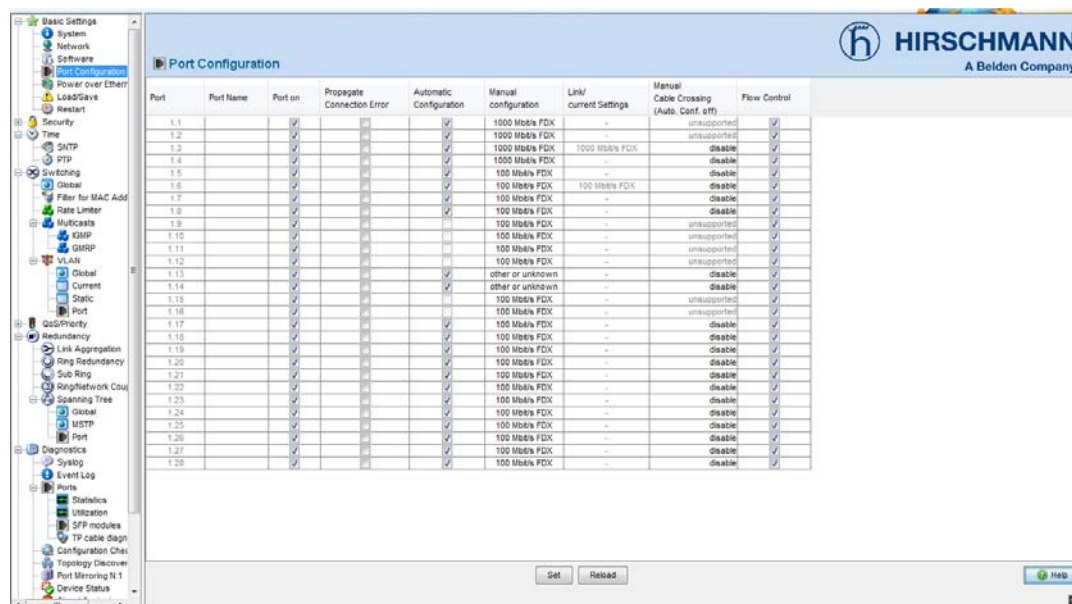 Basic Settings
System
Network
Software
Port Configuration
Power over Ethern
Load/Save
Restart
Security
Time
SNTP
PTP
Switching
Global
Filter for MAC Add
Rate Limiter
Multicasts
IGMP
GMRP
VLAN
Global
Current
Static
Port
QoS/Priority
Redundancy
Link Aggregation
Ring Redundancy
Sub Ring
Ring/Network Coup
Spanning Tree
Global
MSTP
Port
Diagnostics
Syslog
Event Log
Ports
Statistics
Utilization
SFP modules
TP cable diagn
Configuration Chec
Topology Discover
Port Mirroring N:1
Device Status
Port Configuration
HIRSCHMANN
A Belden Company
Port Port Name Port on Propagate Connection Error Automatic Configuration Manual configuration Link/ current Settings Manual Cable Crossing (Auto. Conf. off) Flow Control
1.1 1000 Mbit/s FDX - unsupported
1.2 1000 Mbit/s FDX - unsupported
1.3 1000 Mbit/s FDX 1000 Mbit/s FDX disable
1.4 1000 Mbit/s FDX - disable
1.5 100 Mbit/s FDX - disable
1.6 100 Mbit/s FDX 100 Mbit/s FDX disable
1.7 100 Mbit/s FDX - disable
1.8 100 Mbit/s FDX - disable
1.9 100 Mbit/s FDX - unsupported
1.10 100 Mbit/s FDX - unsupported
1.11 100 Mbit/s FDX - unsupported
1.12 100 Mbit/s FDX - unsupported
1.13 other or unknown - disable
1.14 other or unknown - disable
1.15 100 Mbit/s FDX - unsupported
1.16 100 Mbit/s FDX - unsupported
1.17 100 Mbit/s FDX - disable
1.18 100 Mbit/s FDX - disable
1.19 100 Mbit/s FDX - disable
1.20 100 Mbit/s FDX - disable
1.21 100 Mbit/s FDX - disable
1.22 100 Mbit/s FDX - disable
1.23 100 Mbit/s FDX - disable
1.24 100 Mbit/s FDX - disable
1.25 100 Mbit/s FDX - disable
1.26 100 Mbit/s FDX - disable
1.27 100 Mbit/s FDX - disable
1.28 100 Mbit/s FDX - disable
Set Reload Help